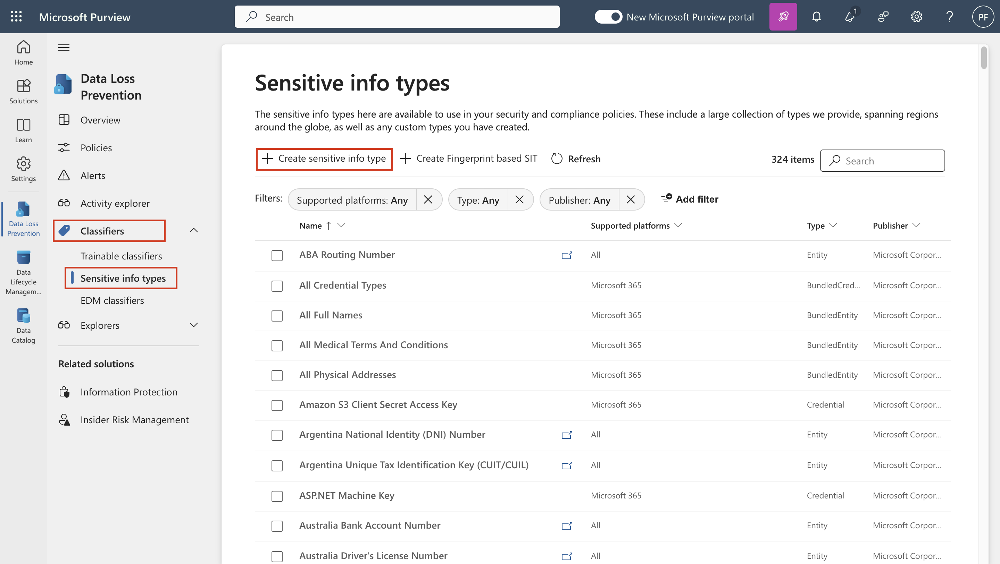 Microsoft Purview
Search
New Microsoft Purview portal
1
PF
Home
Solutions
Learn
Settings
Data Loss
Prevention
Data
Lifecycle
Managem...
Data
Catalog
Data Loss
Prevention
Overview
Policies
Alerts
Activity explorer
Classifiers
Trainable classifiers
Sensitive info types
EDM classifiers
Explorers
Related solutions
Information Protection
Insider Risk Management
Sensitive info types
The sensitive info types here are available to use in your security and compliance policies. These include a large collection of types we provide, spanning regions
around the globe, as well as any custom types you have created.
Create sensitive info type Create Fingerprint based SIT Refresh 324 items Search
Filters: Supported platforms: Any Type: Any Publisher: Any Add filter
Name Supported platforms Type Publisher
ABA Routing Number All Entity Microsoft Corpor...
All Credential Types Microsoft 365 BundledCred... Microsoft Corpor...
All Full Names Microsoft 365 BundledEntity Microsoft Corpor...
All Medical Terms And Conditions Microsoft 365 BundledEntity Microsoft Corpor...
All Physical Addresses Microsoft 365 BundledEntity Microsoft Corpor...
Amazon S3 Client Secret Access Key Microsoft 365 Credential Microsoft Corpor...
Argentina National Identity (DNI) Number All Entity Microsoft Corpor...
Argentina Unique Tax Identification Key (CUIT/CUIL) All Entity Microsoft Corpor...
ASP.NET Machine Key Microsoft 365 Credential Microsoft Corpor...
Australia Bank Account Number All Entity Microsoft Corpor...
Australia Driver's License Number All Entity Microsoft Corpor...